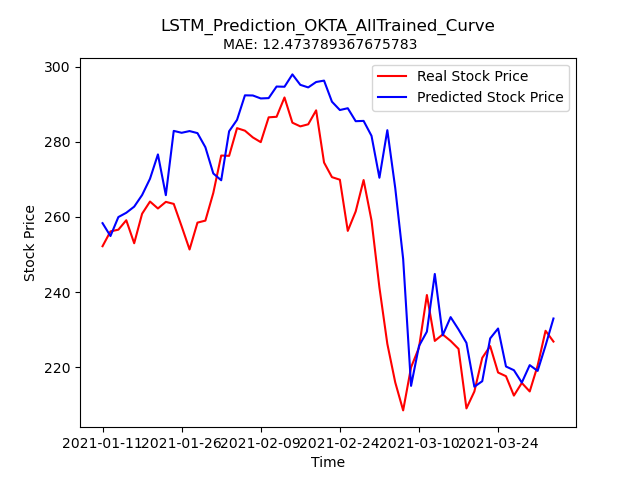 LSTM_Prediction_OKTA_AllTrained_Curve
MAE: 12.473789367675783
Real Stock Price
Predicted Stock Price
Stock Price
300
280
260
240
220
2021-01-11 2021-01-26 2021-02-09 2021-02-24 2021-03-10 2021-03-24
Time